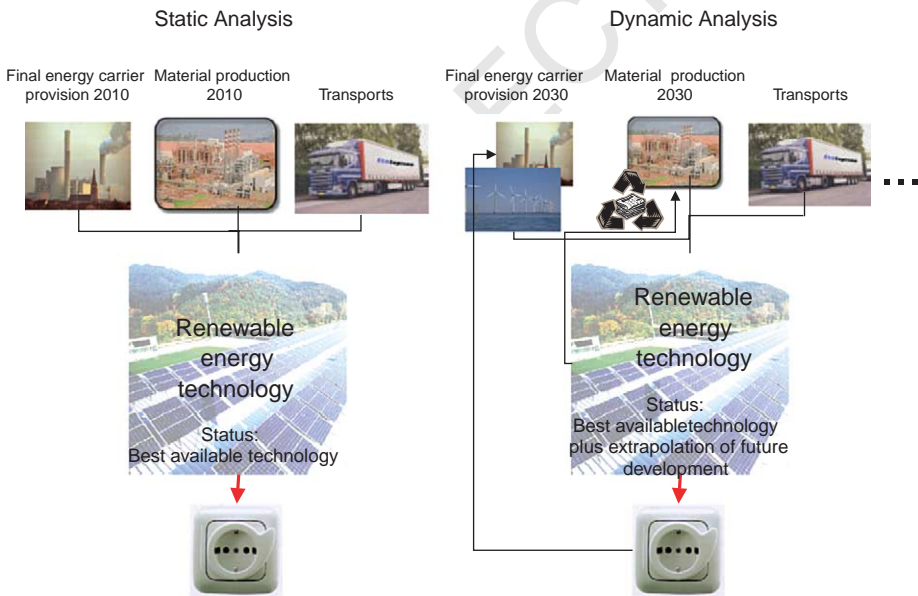 Static Analysis
Final energy carrier
provision 2010
Material production
2010
Transports
Renewable
energy
technology
Status:
Best available technology
Dynamic Analysis
Final energy carrier
provision 2030
Material production
2030
Transports
...
Renewable
energy
technology
Status:
Best availabletechnology
plus extrapolation of future
development